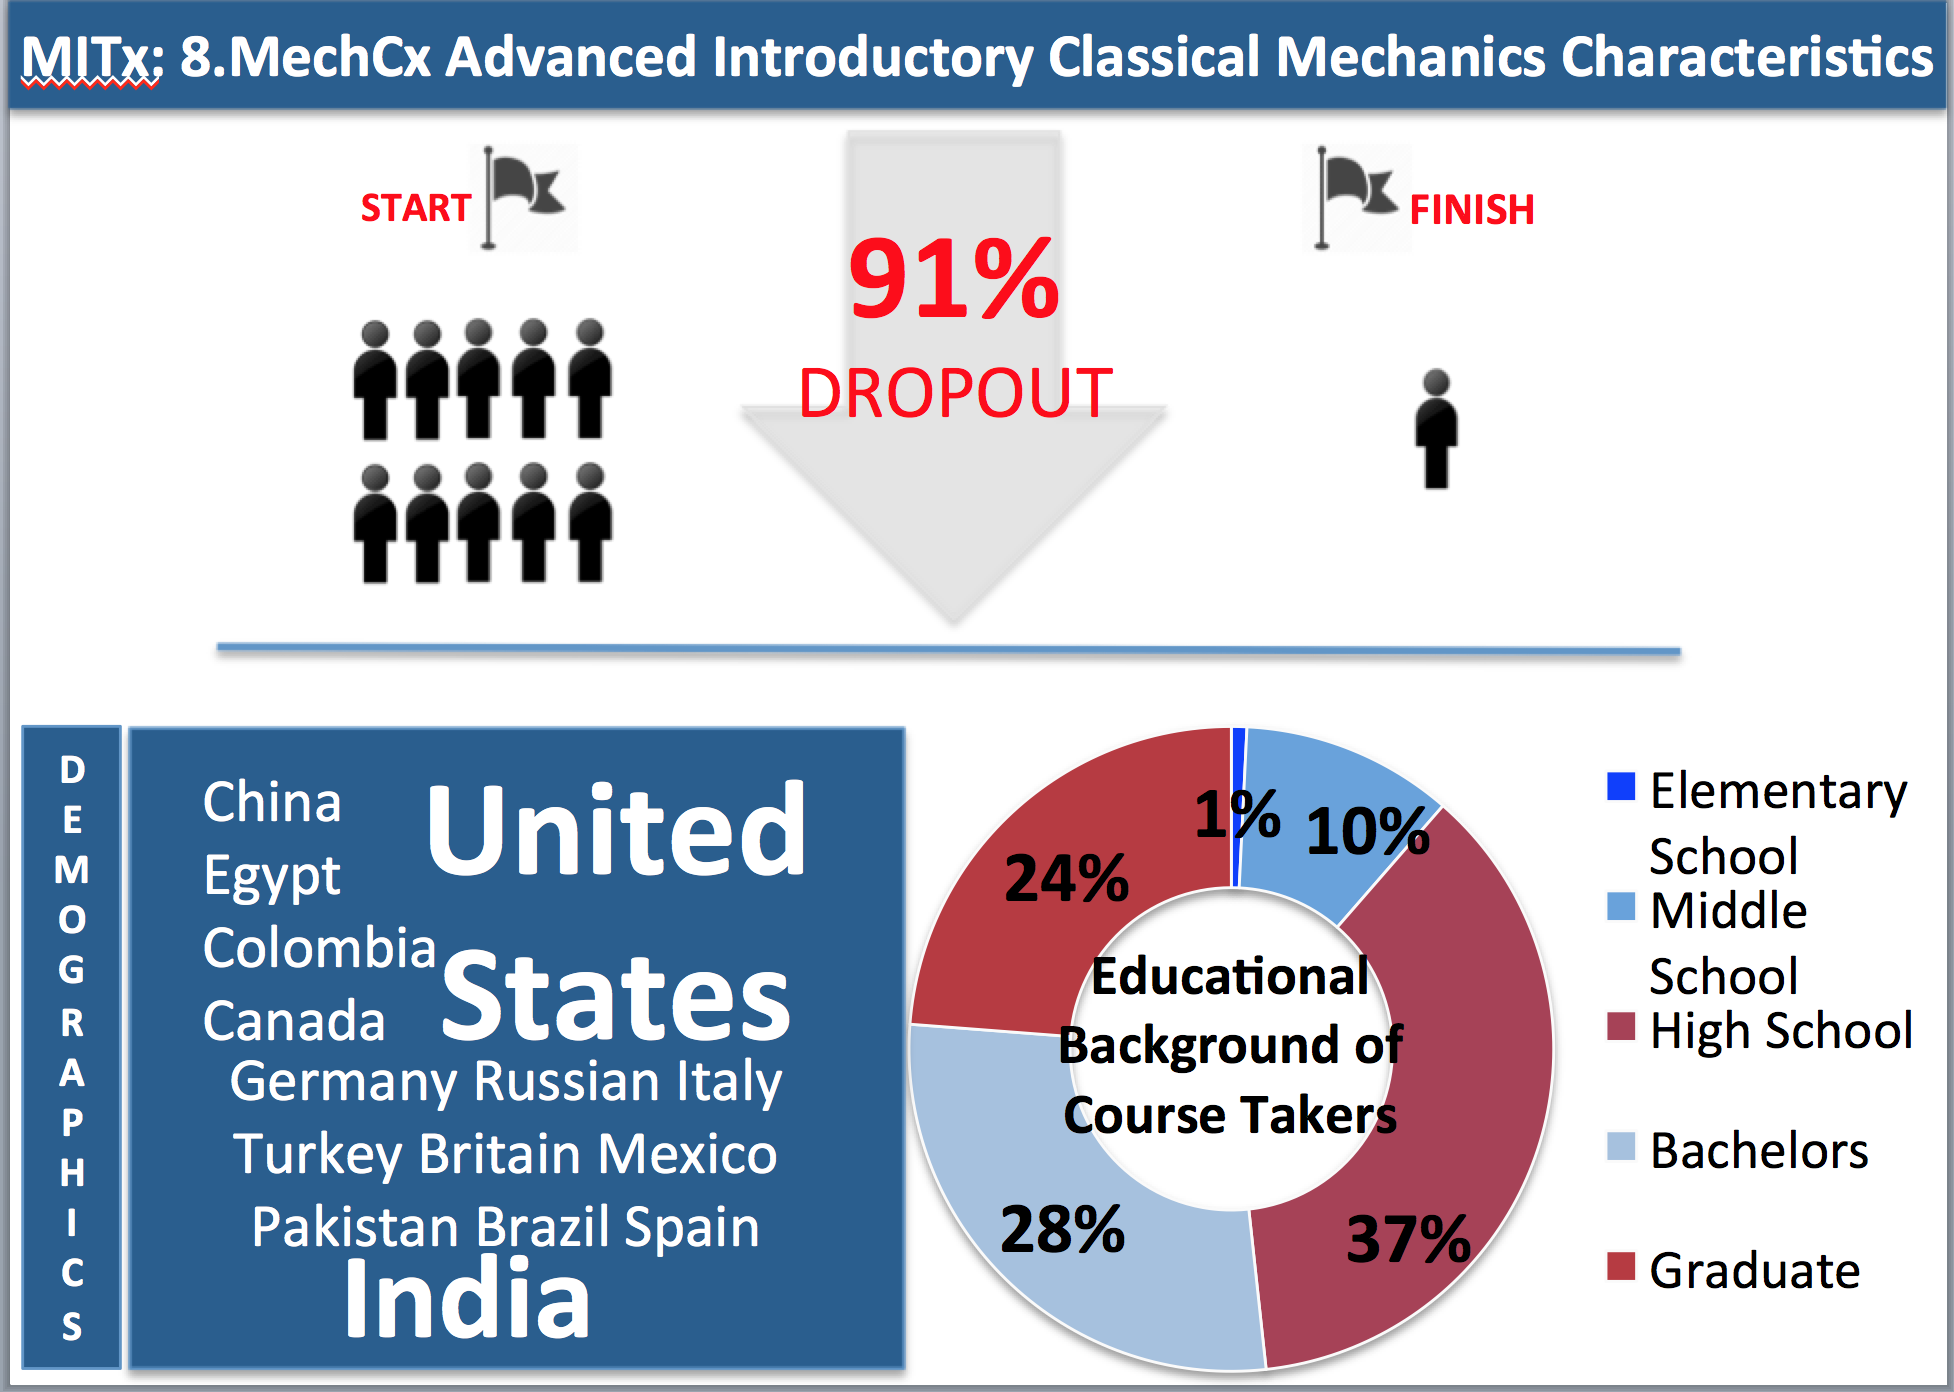 MITx: 8.MechCx Advanced Introductory Classical Mechanics Characteristics
START
91%
DROPOUT
FINISH
DEMOGRAPHICS
China
Egypt
Colombia
Canada
United
States
Germany Russian Italy
Turkey Britain Mexico
Pakistan Brazil Spain
India
1%
10%
24%
28%
37%
Educational
Background of
Course Takers
Elementary
School
Middle
School
High School
Bachelors
Graduate